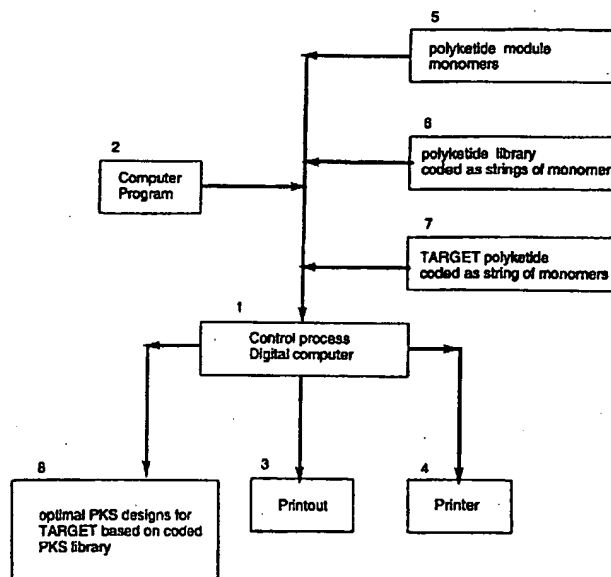 5
polyketide module
monomers
6
polyketide library
coded as strings of monomer
2
Computer
Program
7
TARGET polyketide
coded as string of monomers
1
Control process
Digital computer
8
optimal PKS designs for
TARGET based on coded
PKS library
3
Printout
4
Printer